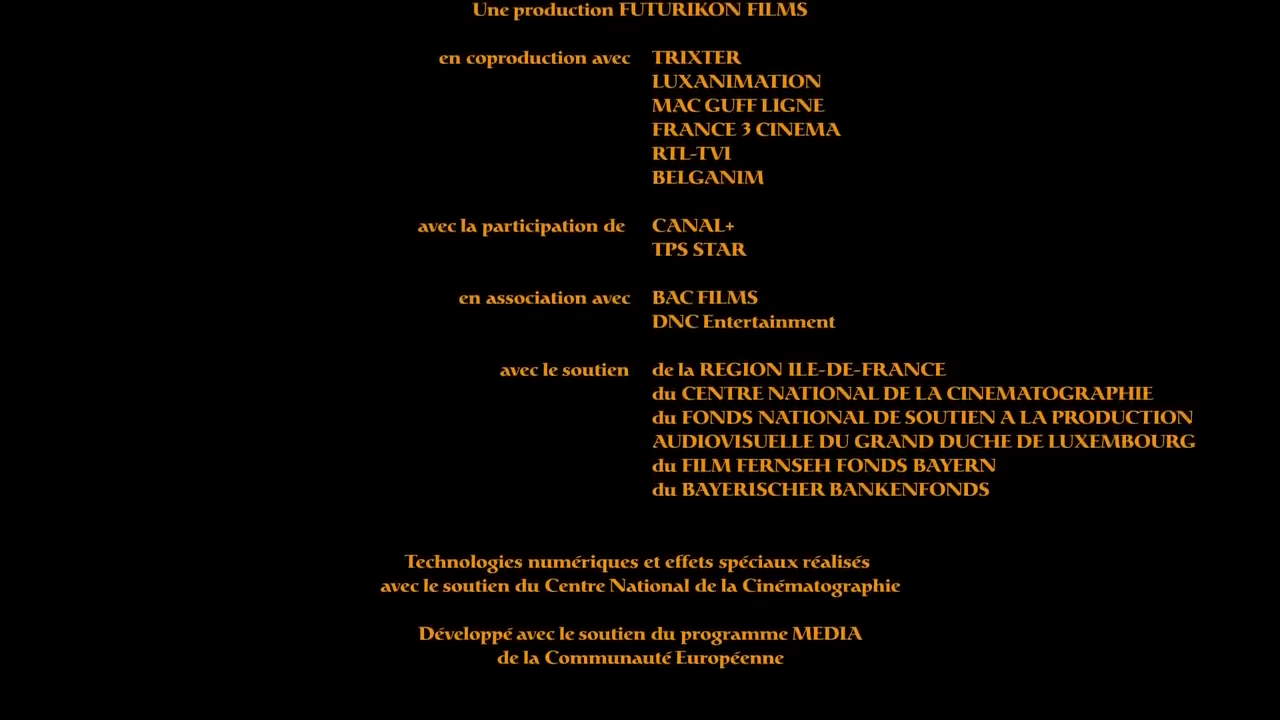 Une production FUTURIKON FILMS
en coproduction avec TRIXTER
LUXANIMATION
MAC GUFF LIGNE
FRANCE 3 CINEMA
RTL-TVI
BELGANIM
avec la participation de CANAL+
TPS STAR
en association avec BAC FILMS
DNC Entertainment
avec le soutien de la REGION ILE-DE-FRANCE
du CENTRE NATIONAL DE LA CINEMATOGRAPHIE
du FONDS NATIONAL DE SOUTIEN A LA PRODUCTION
AUDIOVISUELLE DU GRAND DUCHE DE LUXEMBOURG
du FILM FERNSEH FONDS BAYERN
du BAYERISCHER BANKENFONDS
Technologies numériques et effets spéciaux réalisés
avec le soutien du Centre National de la Cinématographie
Développé avec le soutien du programme MEDIA
de la Communauté Européenne